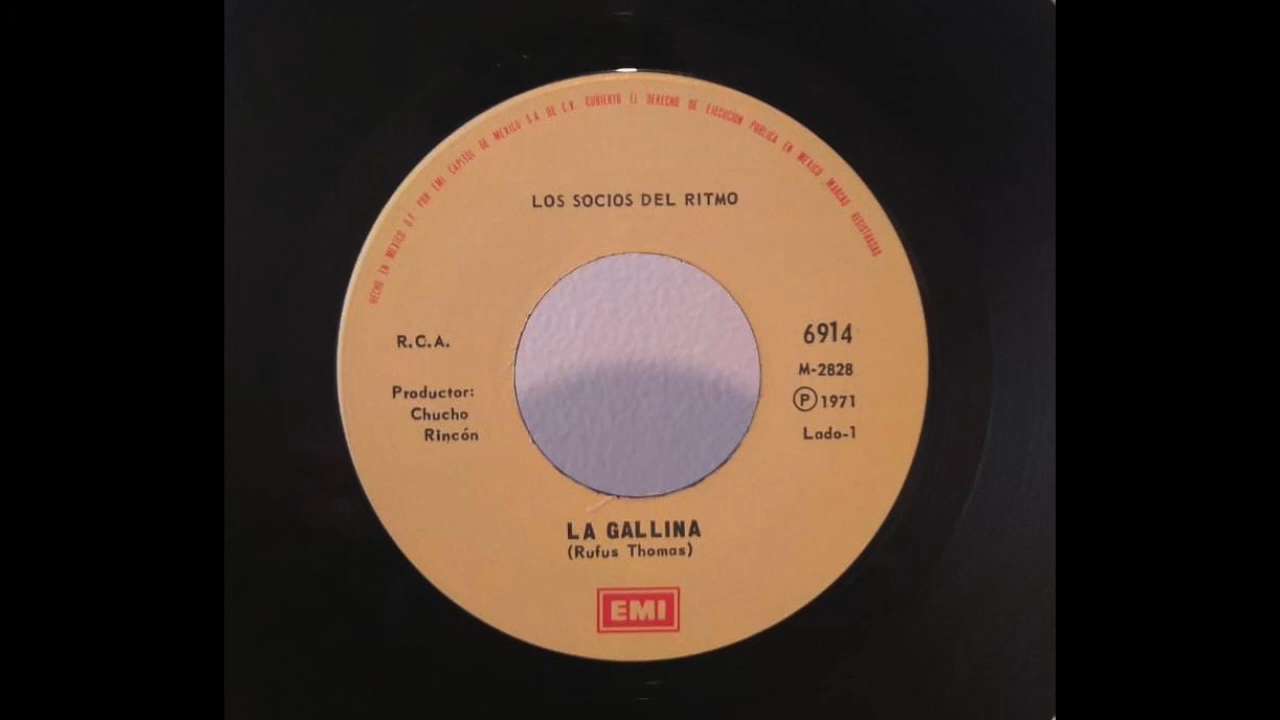 HECHO EN MEXICO D.F. POR EMI CAPITOL DE MEXICO S.A. DE C.V. CUBIERTO EL DERECHO DE EJECUCION PUBLICA EN MEXICO MARCAS REGISTRADAS
LOS SOCIOS DEL RITMO
R.C.A.
Productor:
Chucho
Rincón
6914
M-2828
Ⓟ 1971
Lado-1
LA GALLINA
(Rufus Thomas)
EMI